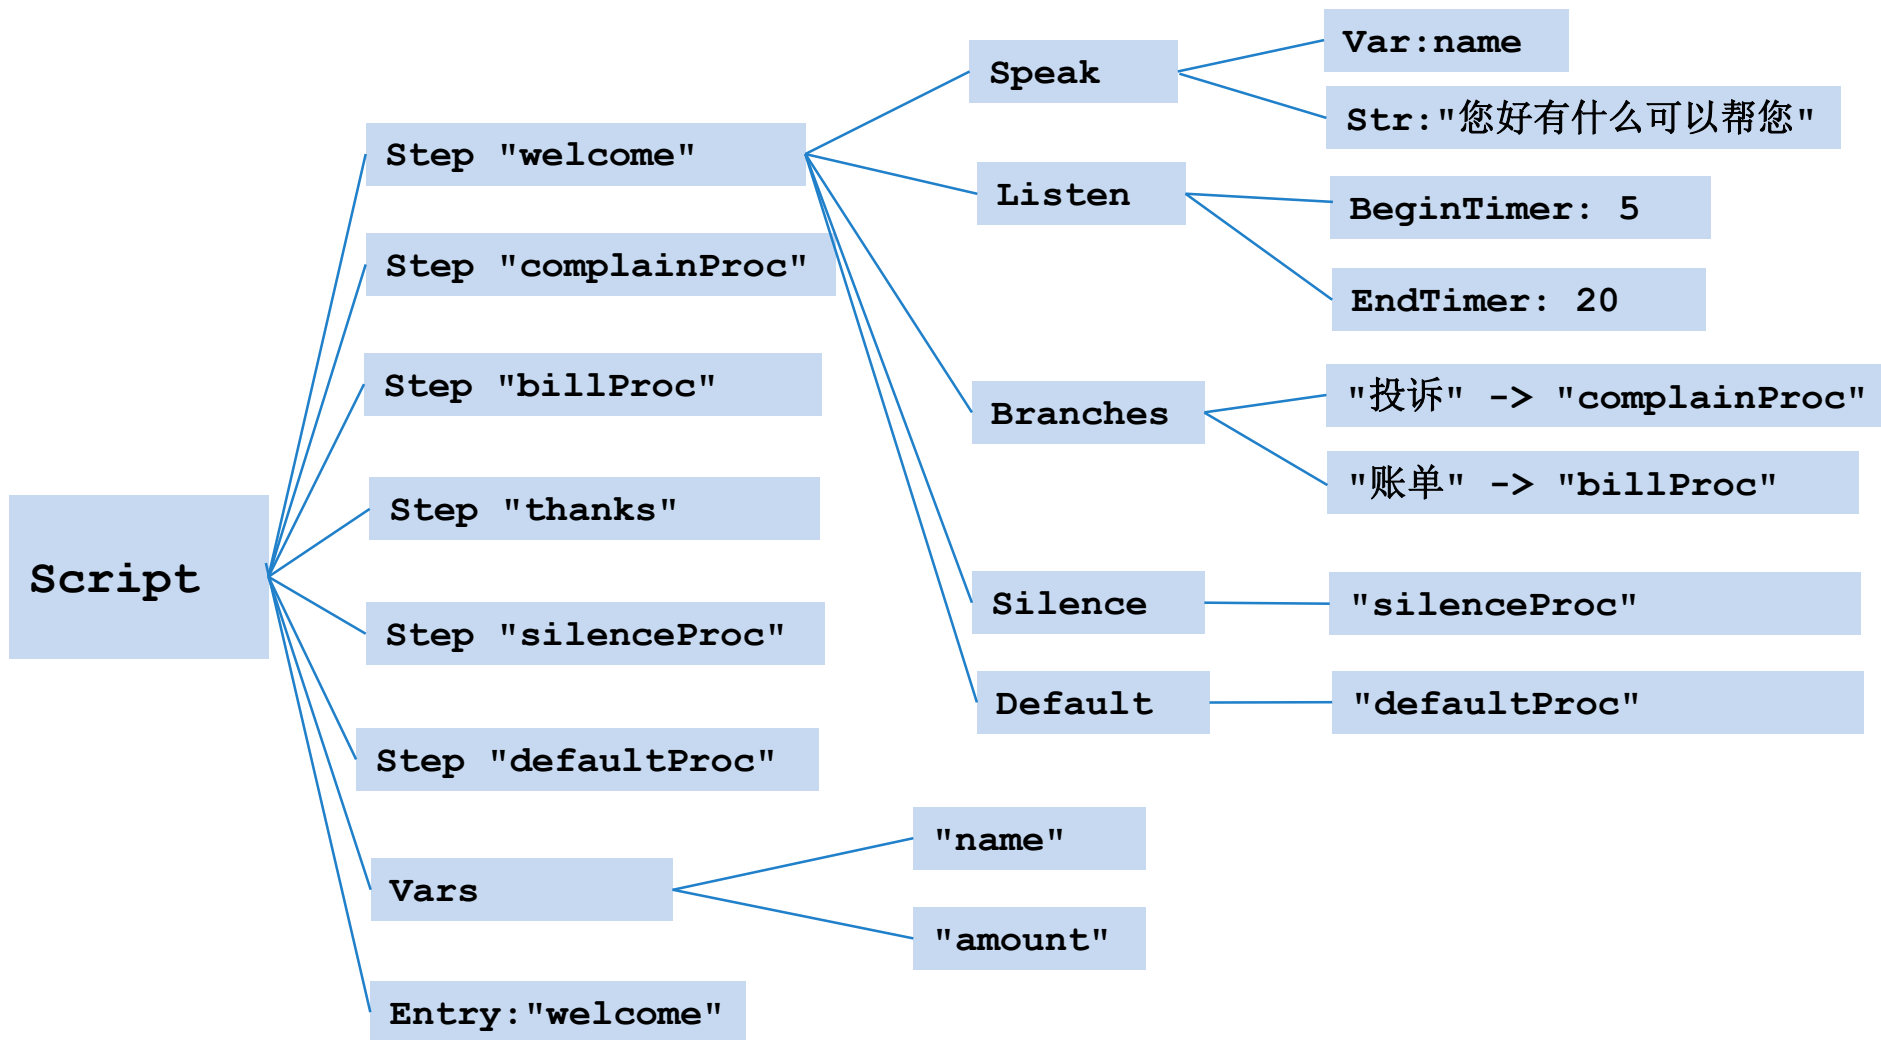 Script
Step "welcome"
Step "complainProc"
Step "billProc"
Step "thanks"
Step "silenceProc"
Step "defaultProc"
Vars
Entry:"welcome"
Speak
Listen
Branches
Silence
Default
"name"
"amount"
Var:name
Str:"您好有什么可以帮您"
BeginTimer: 5
EndTimer: 20
"投诉" -> "complainProc"
"账单" -> "billProc"
"silenceProc"
"defaultProc"